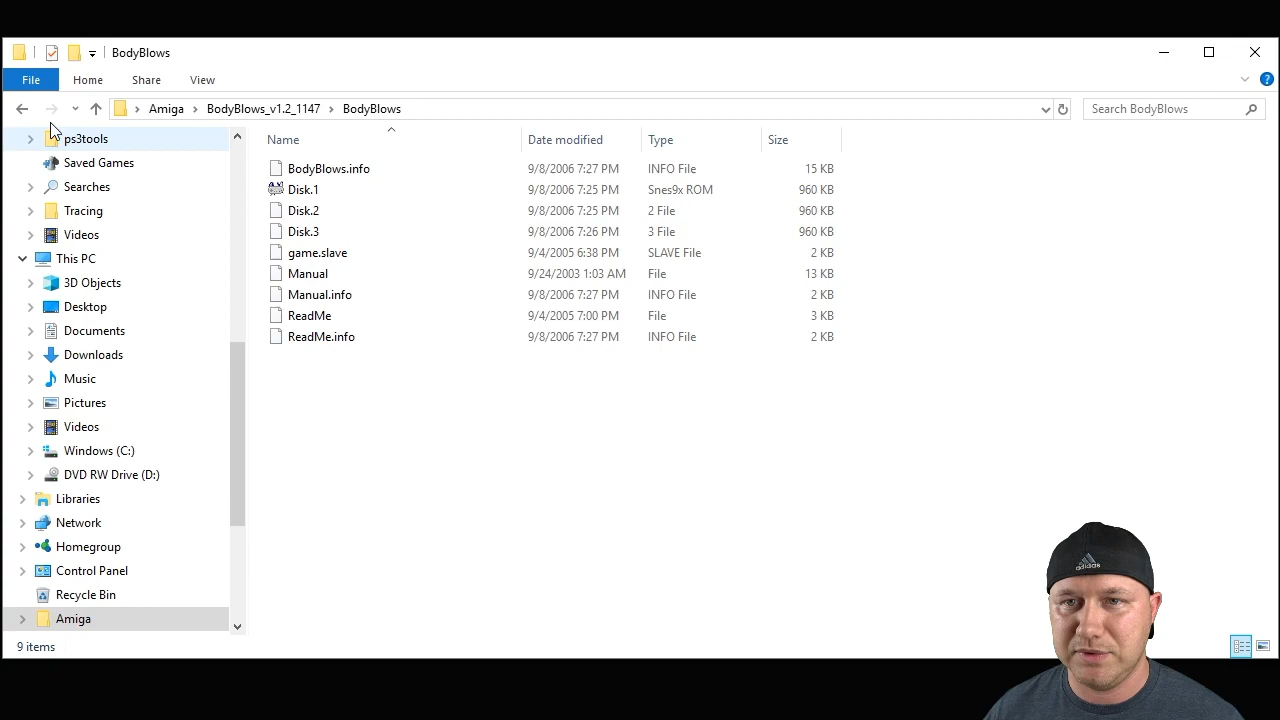 BodyBlows
File Home Share View
Amiga BodyBlows_v1.2_1147 BodyBlows
Search BodyBlows
Name Date modified Type Size
ps3tools
Saved Games
Searches
Tracing
Videos
This PC
3D Objects
Desktop
Documents
Downloads
Music
Pictures
Videos
Windows (C:)
DVD RW Drive (D:)
Libraries
Network
Homegroup
Control Panel
Recycle Bin
Amiga
BodyBlows.info 9/8/2006 7:27 PM INFO File 15 KB
Disk.1 9/8/2006 7:25 PM Snes9x ROM 960 KB
Disk.2 9/8/2006 7:25 PM 2 File 960 KB
Disk.3 9/8/2006 7:26 PM 3 File 960 KB
game.slave 9/4/2005 6:38 PM SLAVE File 2 KB
Manual 9/24/2003 1:03 AM File 13 KB
Manual.info 9/8/2006 7:27 PM INFO File 2 KB
ReadMe 9/4/2005 7:00 PM File 3 KB
ReadMe.info 9/8/2006 7:27 PM INFO File 2 KB
9 items
adidas